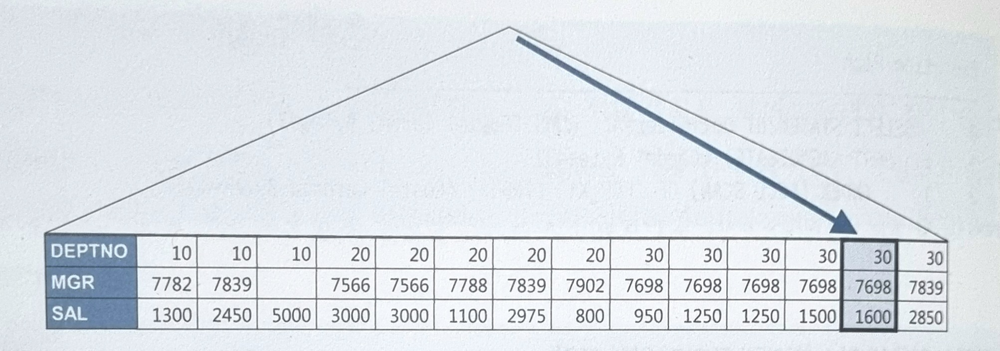 DEPTNO 10 10 10 20 20 20 20 20 30 30 30 30 30 30
MGR 7782 7839 7566 7566 7788 7839 7902 7698 7698 7698 7698 7698 7839
SAL 1300 2450 5000 3000 3000 1100 2975 800 950 1250 1250 1500 1600 2850